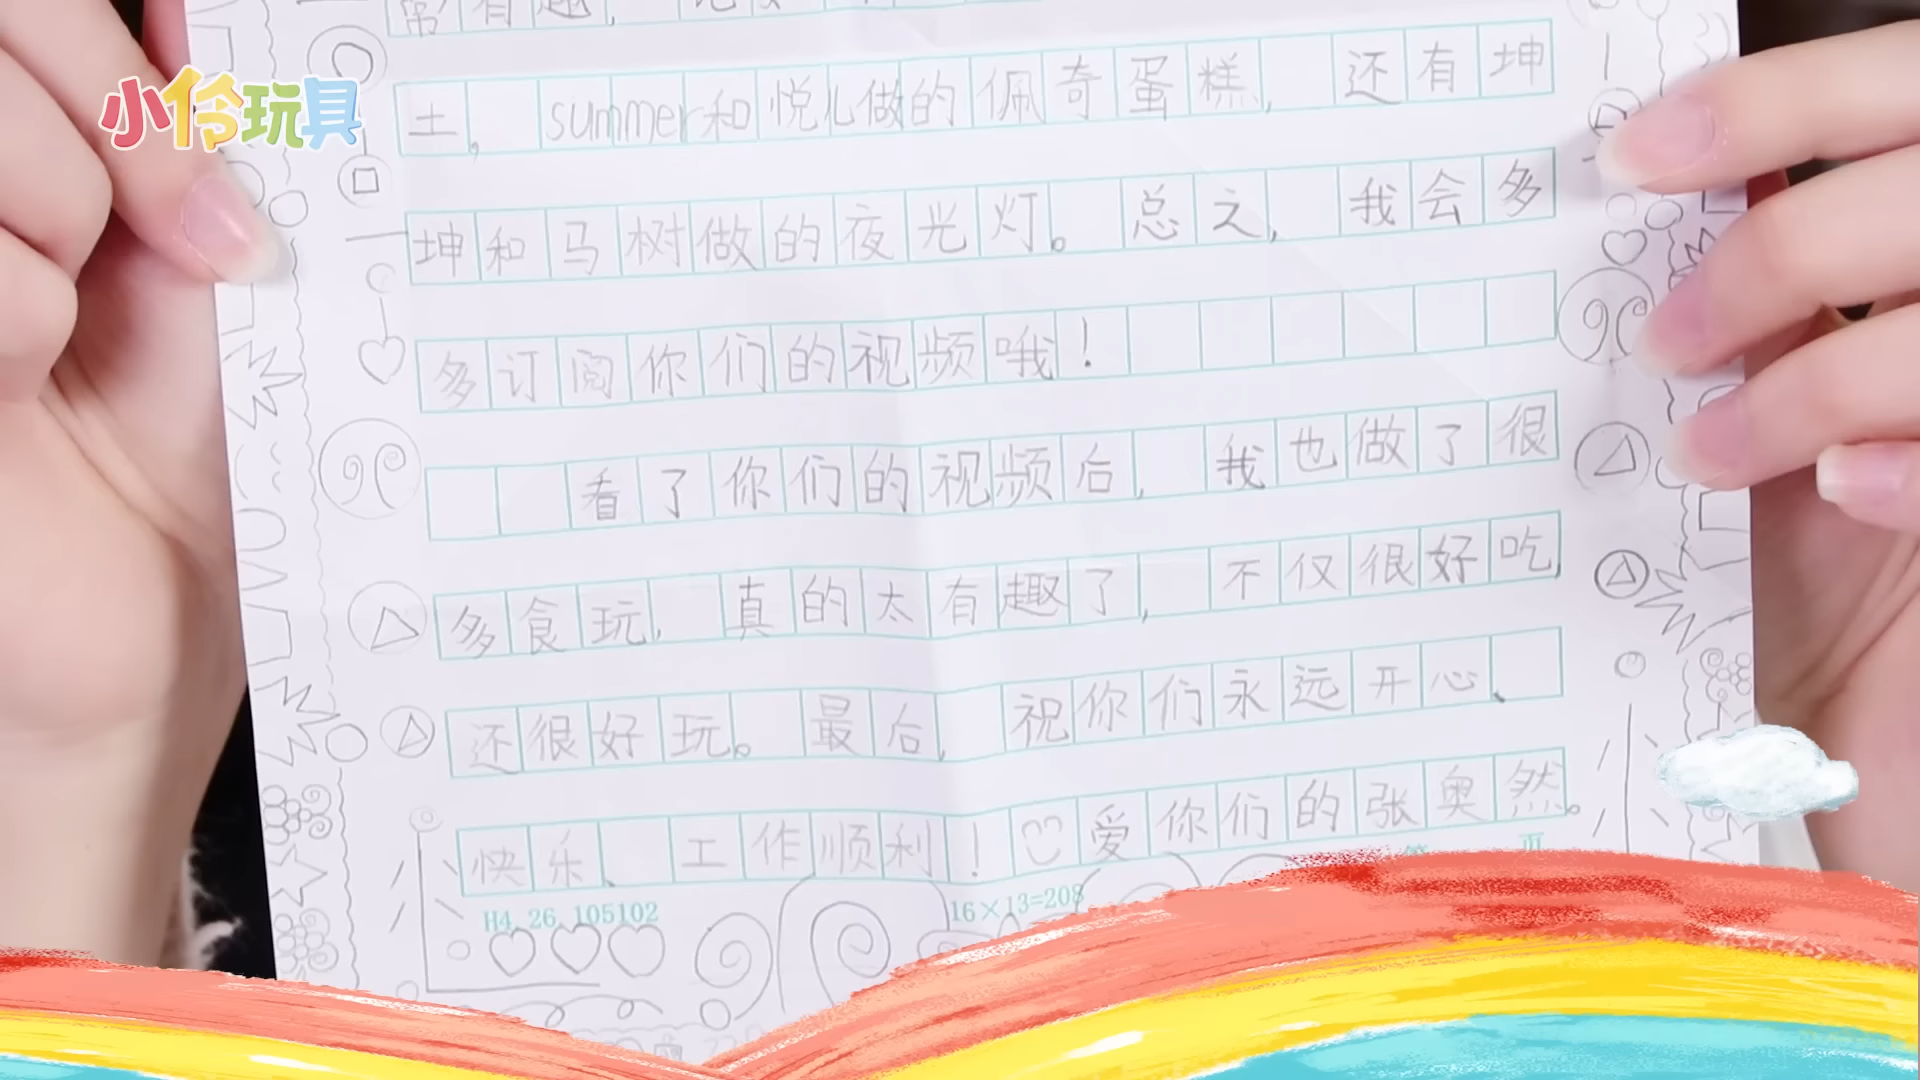 常有趣，
小伶玩具
土，summer和悦儿做的佩奇蛋糕，还有坤
坤和马树做的夜光灯。总之，我会多
多订阅你们的视频哦！
看了你们的视频后，我也做了很
多食玩，真的太有趣了，不仅很好吃，
还很好玩。最后，祝你们永远开心、
快乐、工作顺利！爱你们的张奥然。
H4.26.105102
16×13=208